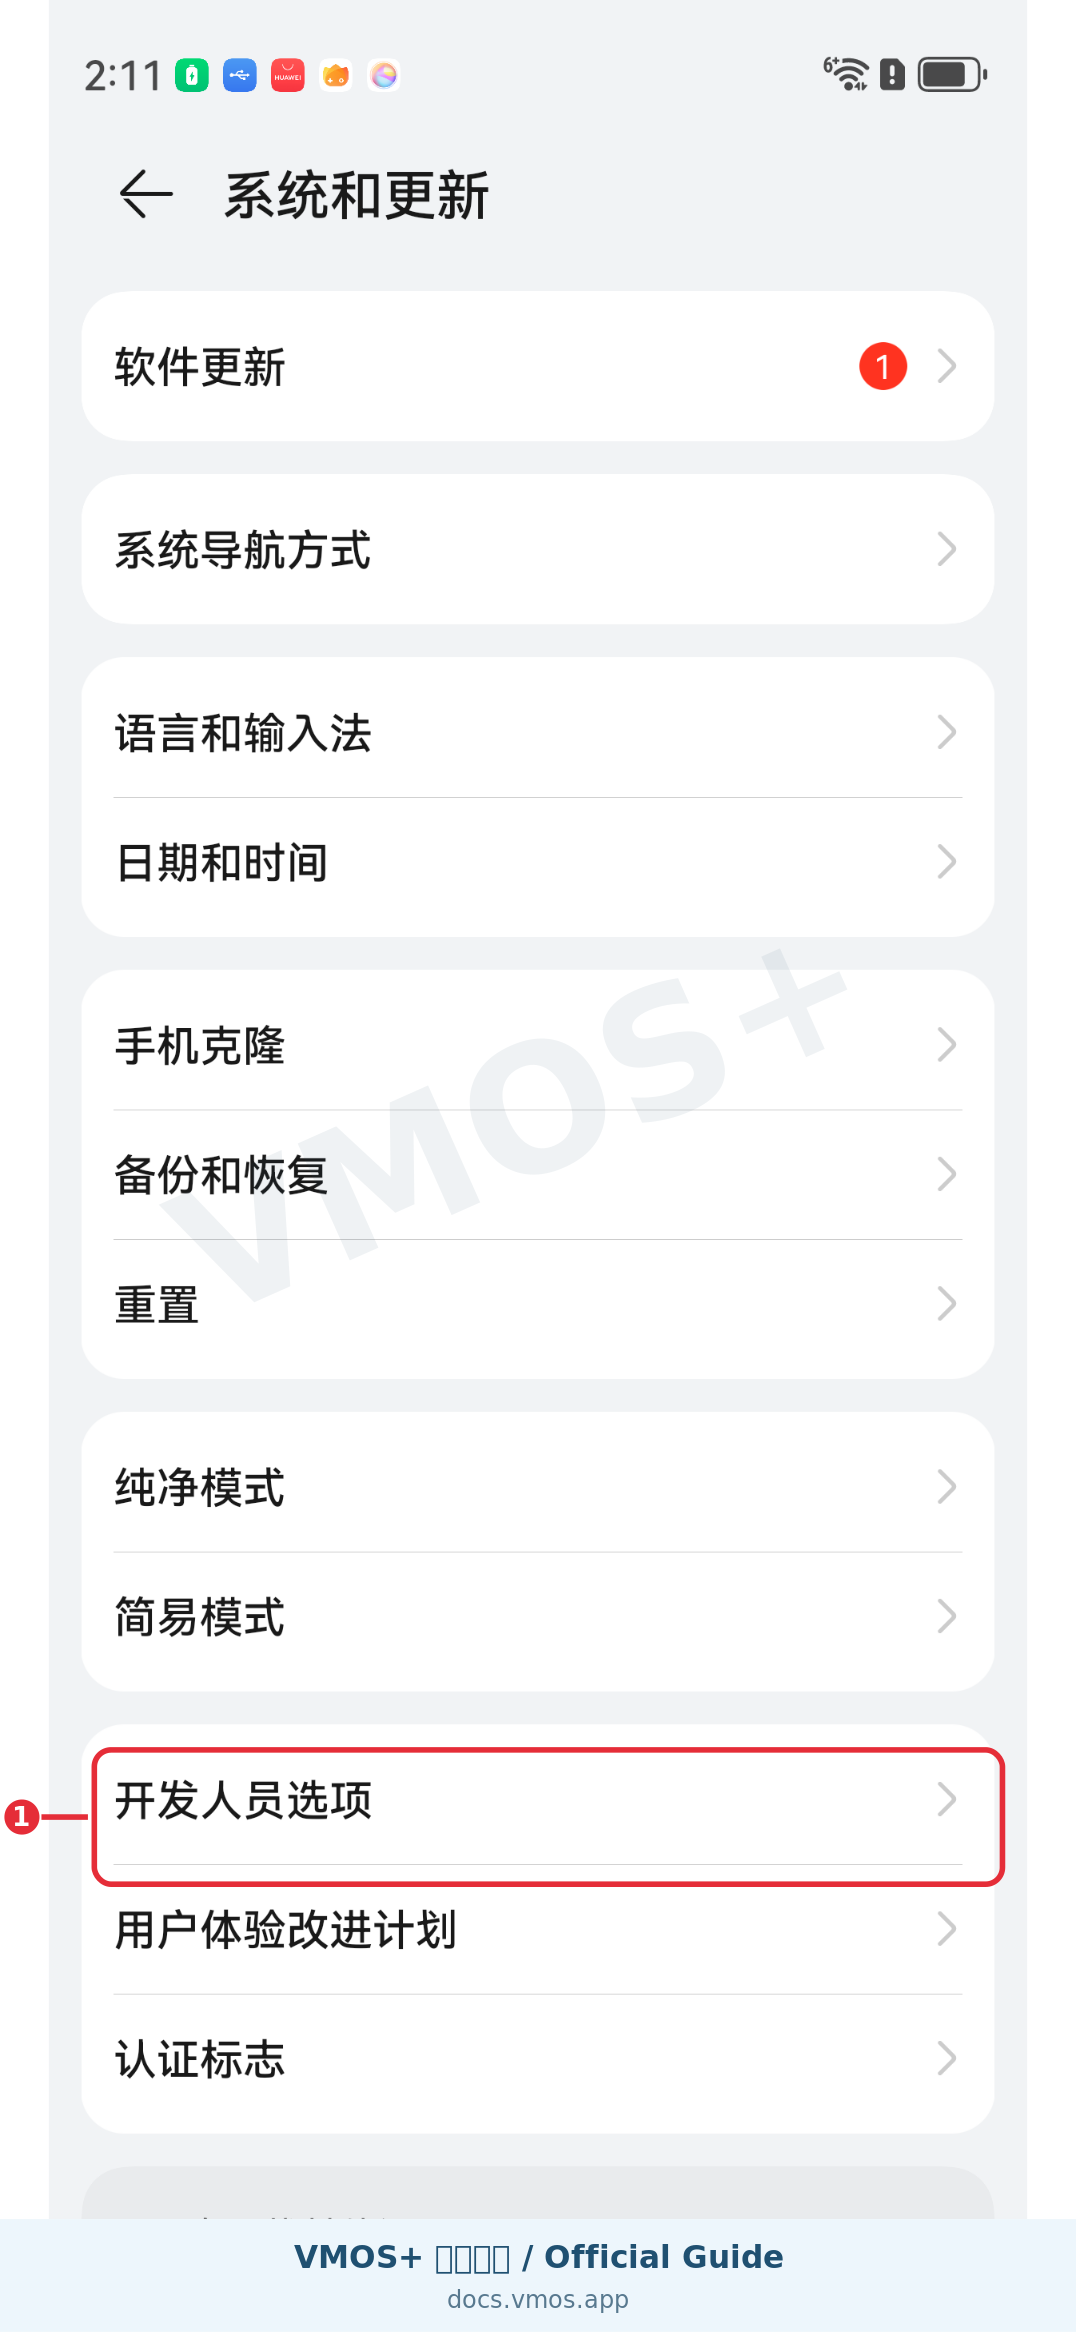 2:11
HUAWEI
6+
系统和更新
软件更新
1
系统导航方式
语言和输入法
日期和时间
手机克隆
备份和恢复
重置
纯净模式
简易模式
1
开发人员选项
用户体验改进计划
认证标志
VMOS+
VMOS+ / Official Guide
docs.vmos.app